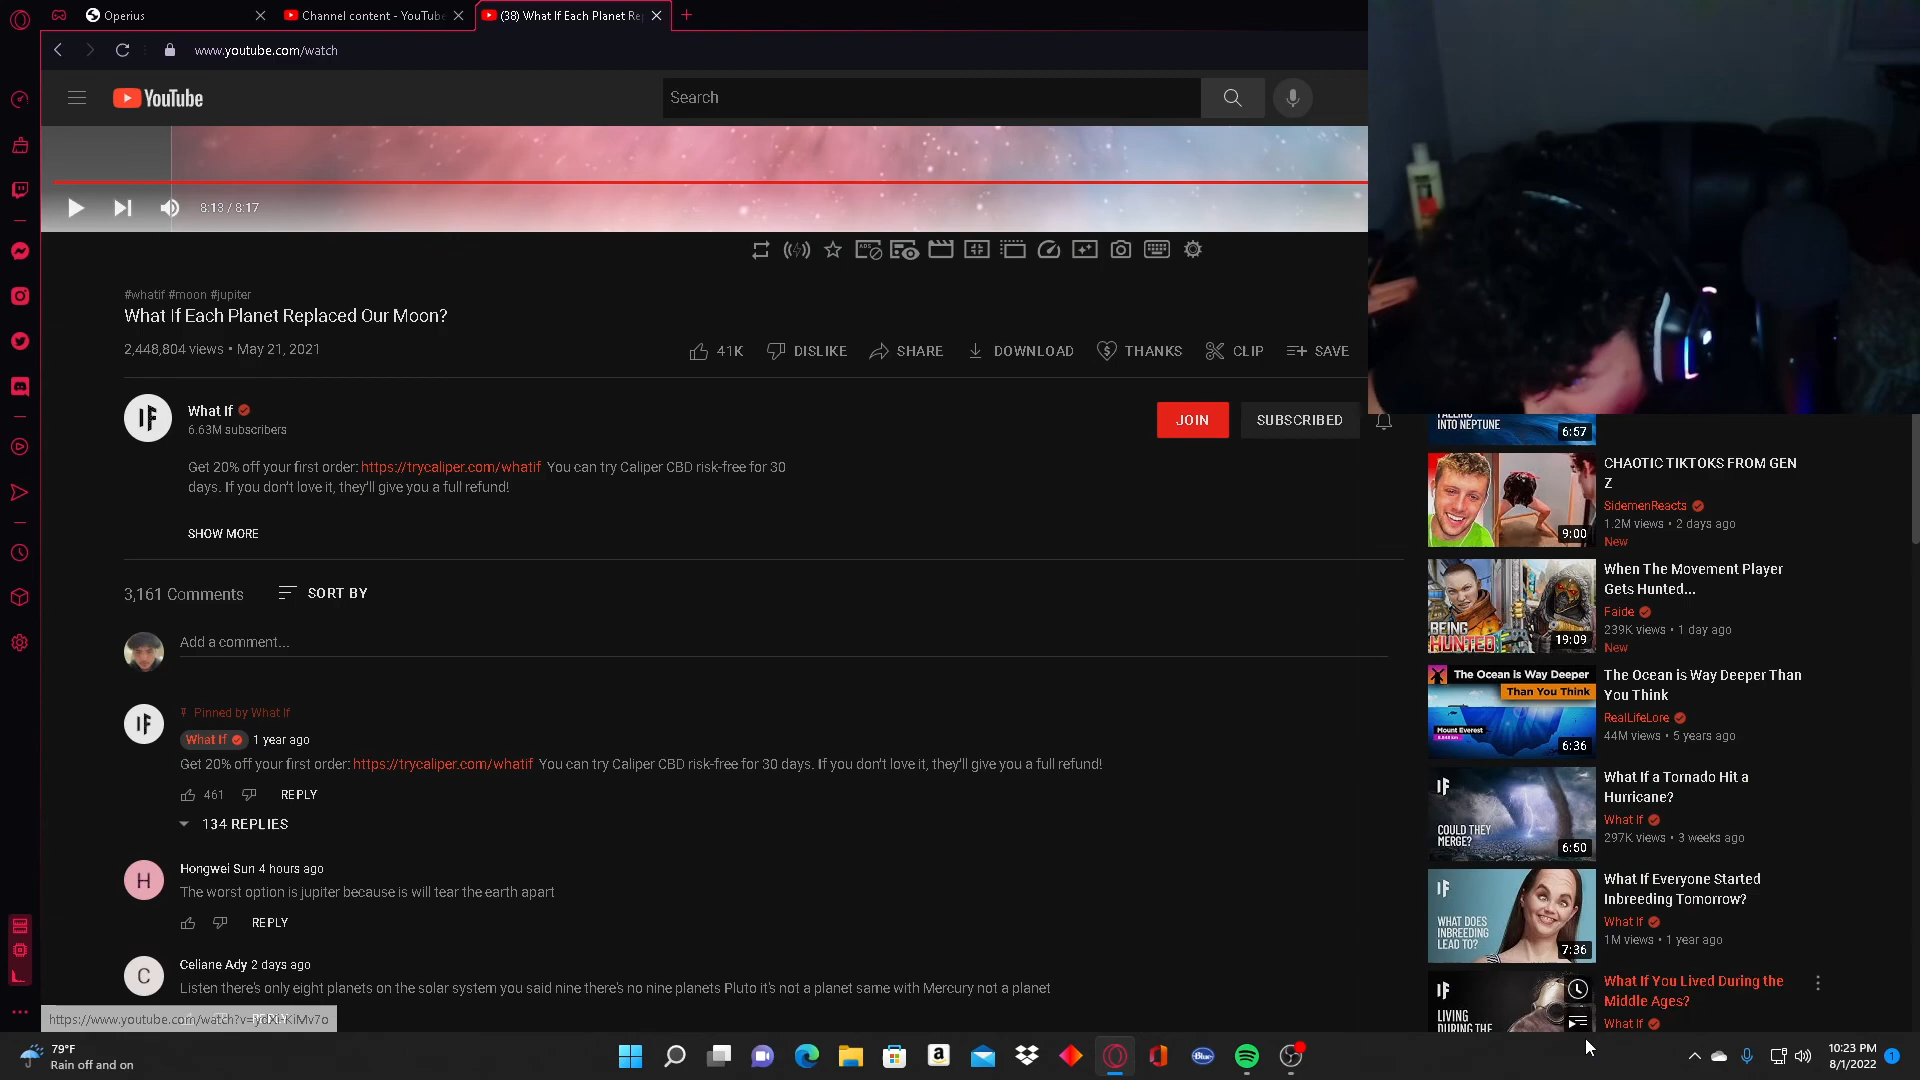 Operius
Channel content - YouTube
(38) What If Each Planet Re
www.youtube.com/watch
YouTube
Search
8:13 / 8:17
#whatif #moon #jupiter
What If Each Planet Replaced Our Moon?
2,448,804 views • May 21, 2021
41K
DISLIKE
SHARE
DOWNLOAD
THANKS
CLIP
SAVE
What If
6.63M subscribers
JOIN
SUBSCRIBED
Get 20% off your first order: https://trycaliper.com/whatif You can try Caliper CBD risk-free for 30
days. If you don't love it, they'll give you a full refund!
SHOW MORE
3,161 Comments
SORT BY
Add a comment...
Pinned by What If
What If 1 year ago
Get 20% off your first order: https://trycaliper.com/whatif You can try Caliper CBD risk-free for 30 days. If you don't love it, they'll give you a full refund!
461
REPLY
134 REPLIES
H
Hongwei Sun 4 hours ago
The worst option is jupiter because is will tear the earth apart
REPLY
C
Celiane Ady 2 days ago
Listen there's only eight planets on the solar system you said nine there's no nine planets Pluto it's not a planet same with Mercury not a planet
INTO NEPTUNE
6:57
CHAOTIC TIKTOKS FROM GEN
Z
SidemenReacts
1.2M views • 2 days ago
New
9:00
When The Movement Player
Gets Hunted...
Faide
239K views • 1 day ago
New
BEING
HUNTED
19:09
The Ocean is Way Deeper
Than You Think
Mount Everest
6:36
The Ocean is Way Deeper Than
You Think
RealLifeLore
44M views • 5 years ago
COULD THEY
MERGE?
6:50
What If a Tornado Hit a
Hurricane?
What If
297K views • 3 weeks ago
WHAT DOES
INBREEDING
LEAD TO?
7:36
What If Everyone Started
Inbreeding Tomorrow?
What If
1M views • 1 year ago
LIVING
DURING THE
What If You Lived During the
Middle Ages?
What If
79°F
Rain off and on
10:23 PM
8/1/2022
1